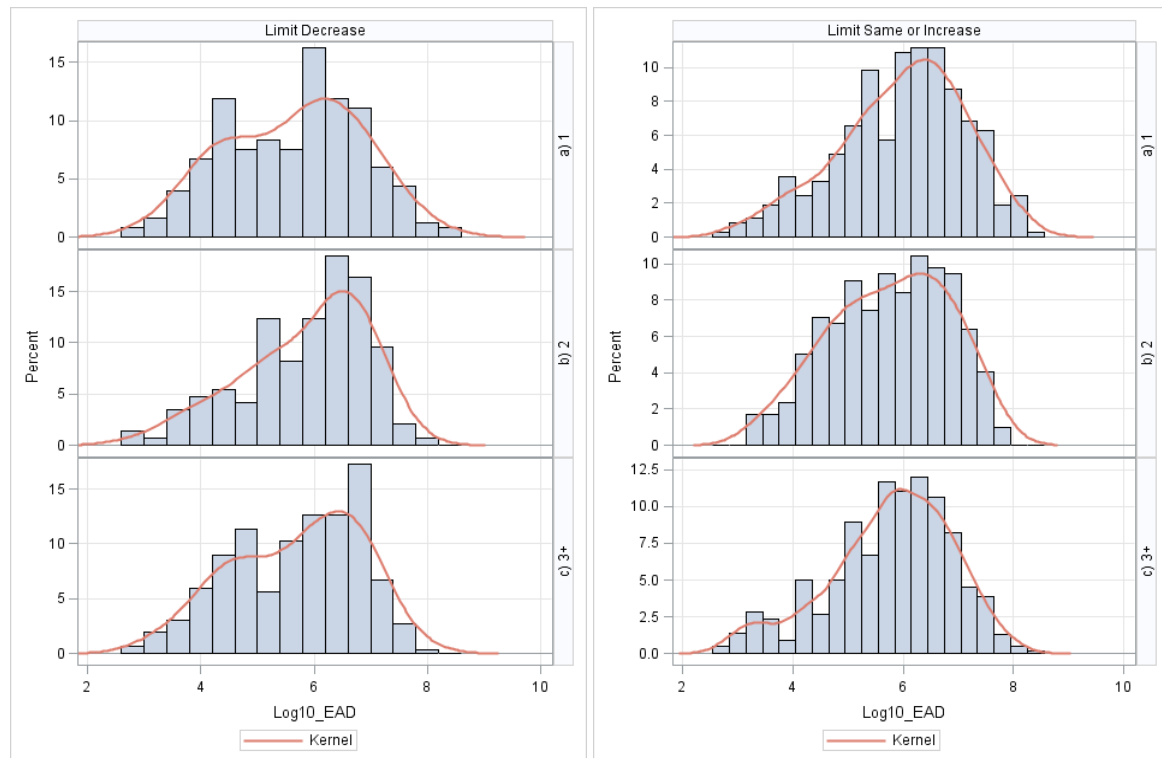 Limit Decrease
15
10
5
0
a) 1
15
10
5
0
b) 2
15
10
5
0
c) 3+
Percent
2 4 6 8 10
Log10_EAD
Kernel
Limit Same or Increase
10
8
6
4
2
0
a) 1
10
8
6
4
2
0
b) 2
12.5
10.0
7.5
5.0
2.5
0.0
c) 3+
Percent
2 4 6 8 10
Log10_EAD
Kernel